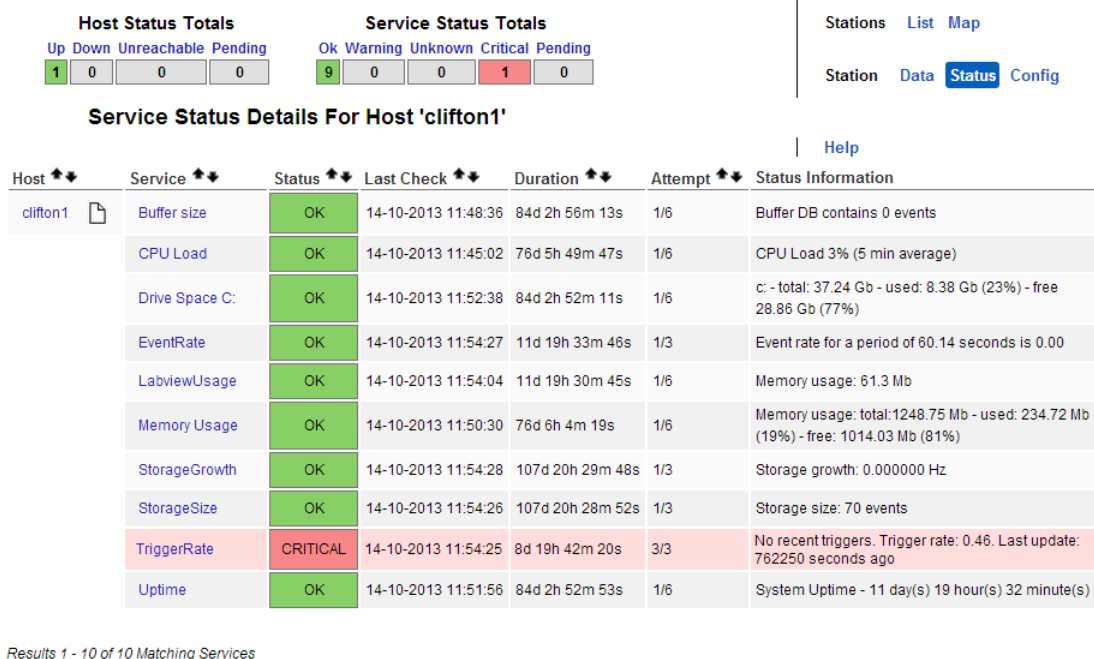 Host Status Totals
Up Down Unreachable Pending
1 0 0 0
Service Status Totals
Ok Warning Unknown Critical Pending
9 0 0 1 0
Stations List Map
Station Data Status Config
Help
Service Status Details For Host 'clifton1'
Host Service Status Last Check Duration Attempt Status Information
clifton1 Buffer size OK 14-10-2013 11:48:36 84d 2h 56m 13s 1/6 Buffer DB contains 0 events
CPU Load OK 14-10-2013 11:45:02 76d 5h 49m 47s 1/6 CPU Load 3% (5 min average)
Drive Space C: OK 14-10-2013 11:52:38 84d 2h 52m 11s 1/6 c: - total: 37.24 Gb - used: 8.38 Gb (23%) - free
28.86 Gb (77%)
EventRate OK 14-10-2013 11:54:27 11d 19h 33m 46s 1/3 Event rate for a period of 60.14 seconds is 0.00
LabviewUsage OK 14-10-2013 11:54:04 11d 19h 30m 45s 1/6 Memory usage: 61.3 Mb
Memory Usage OK 14-10-2013 11:50:30 76d 6h 4m 19s 1/6 Memory usage: total:1248.75 Mb - used: 234.72 Mb
(19%) - free: 1014.03 Mb (81%)
StorageGrowth OK 14-10-2013 11:54:28 107d 20h 29m 48s 1/3 Storage growth: 0.000000 Hz
StorageSize OK 14-10-2013 11:54:26 107d 20h 28m 52s 1/3 Storage size: 70 events
TriggerRate CRITICAL 14-10-2013 11:54:25 8d 19h 42m 20s 3/3 No recent triggers. Trigger rate: 0.46. Last update:
762250 seconds ago
Uptime OK 14-10-2013 11:51:56 84d 2h 52m 53s 1/6 System Uptime - 11 day(s) 19 hour(s) 32 minute(s)
Results 1 - 10 of 10 Matching Services